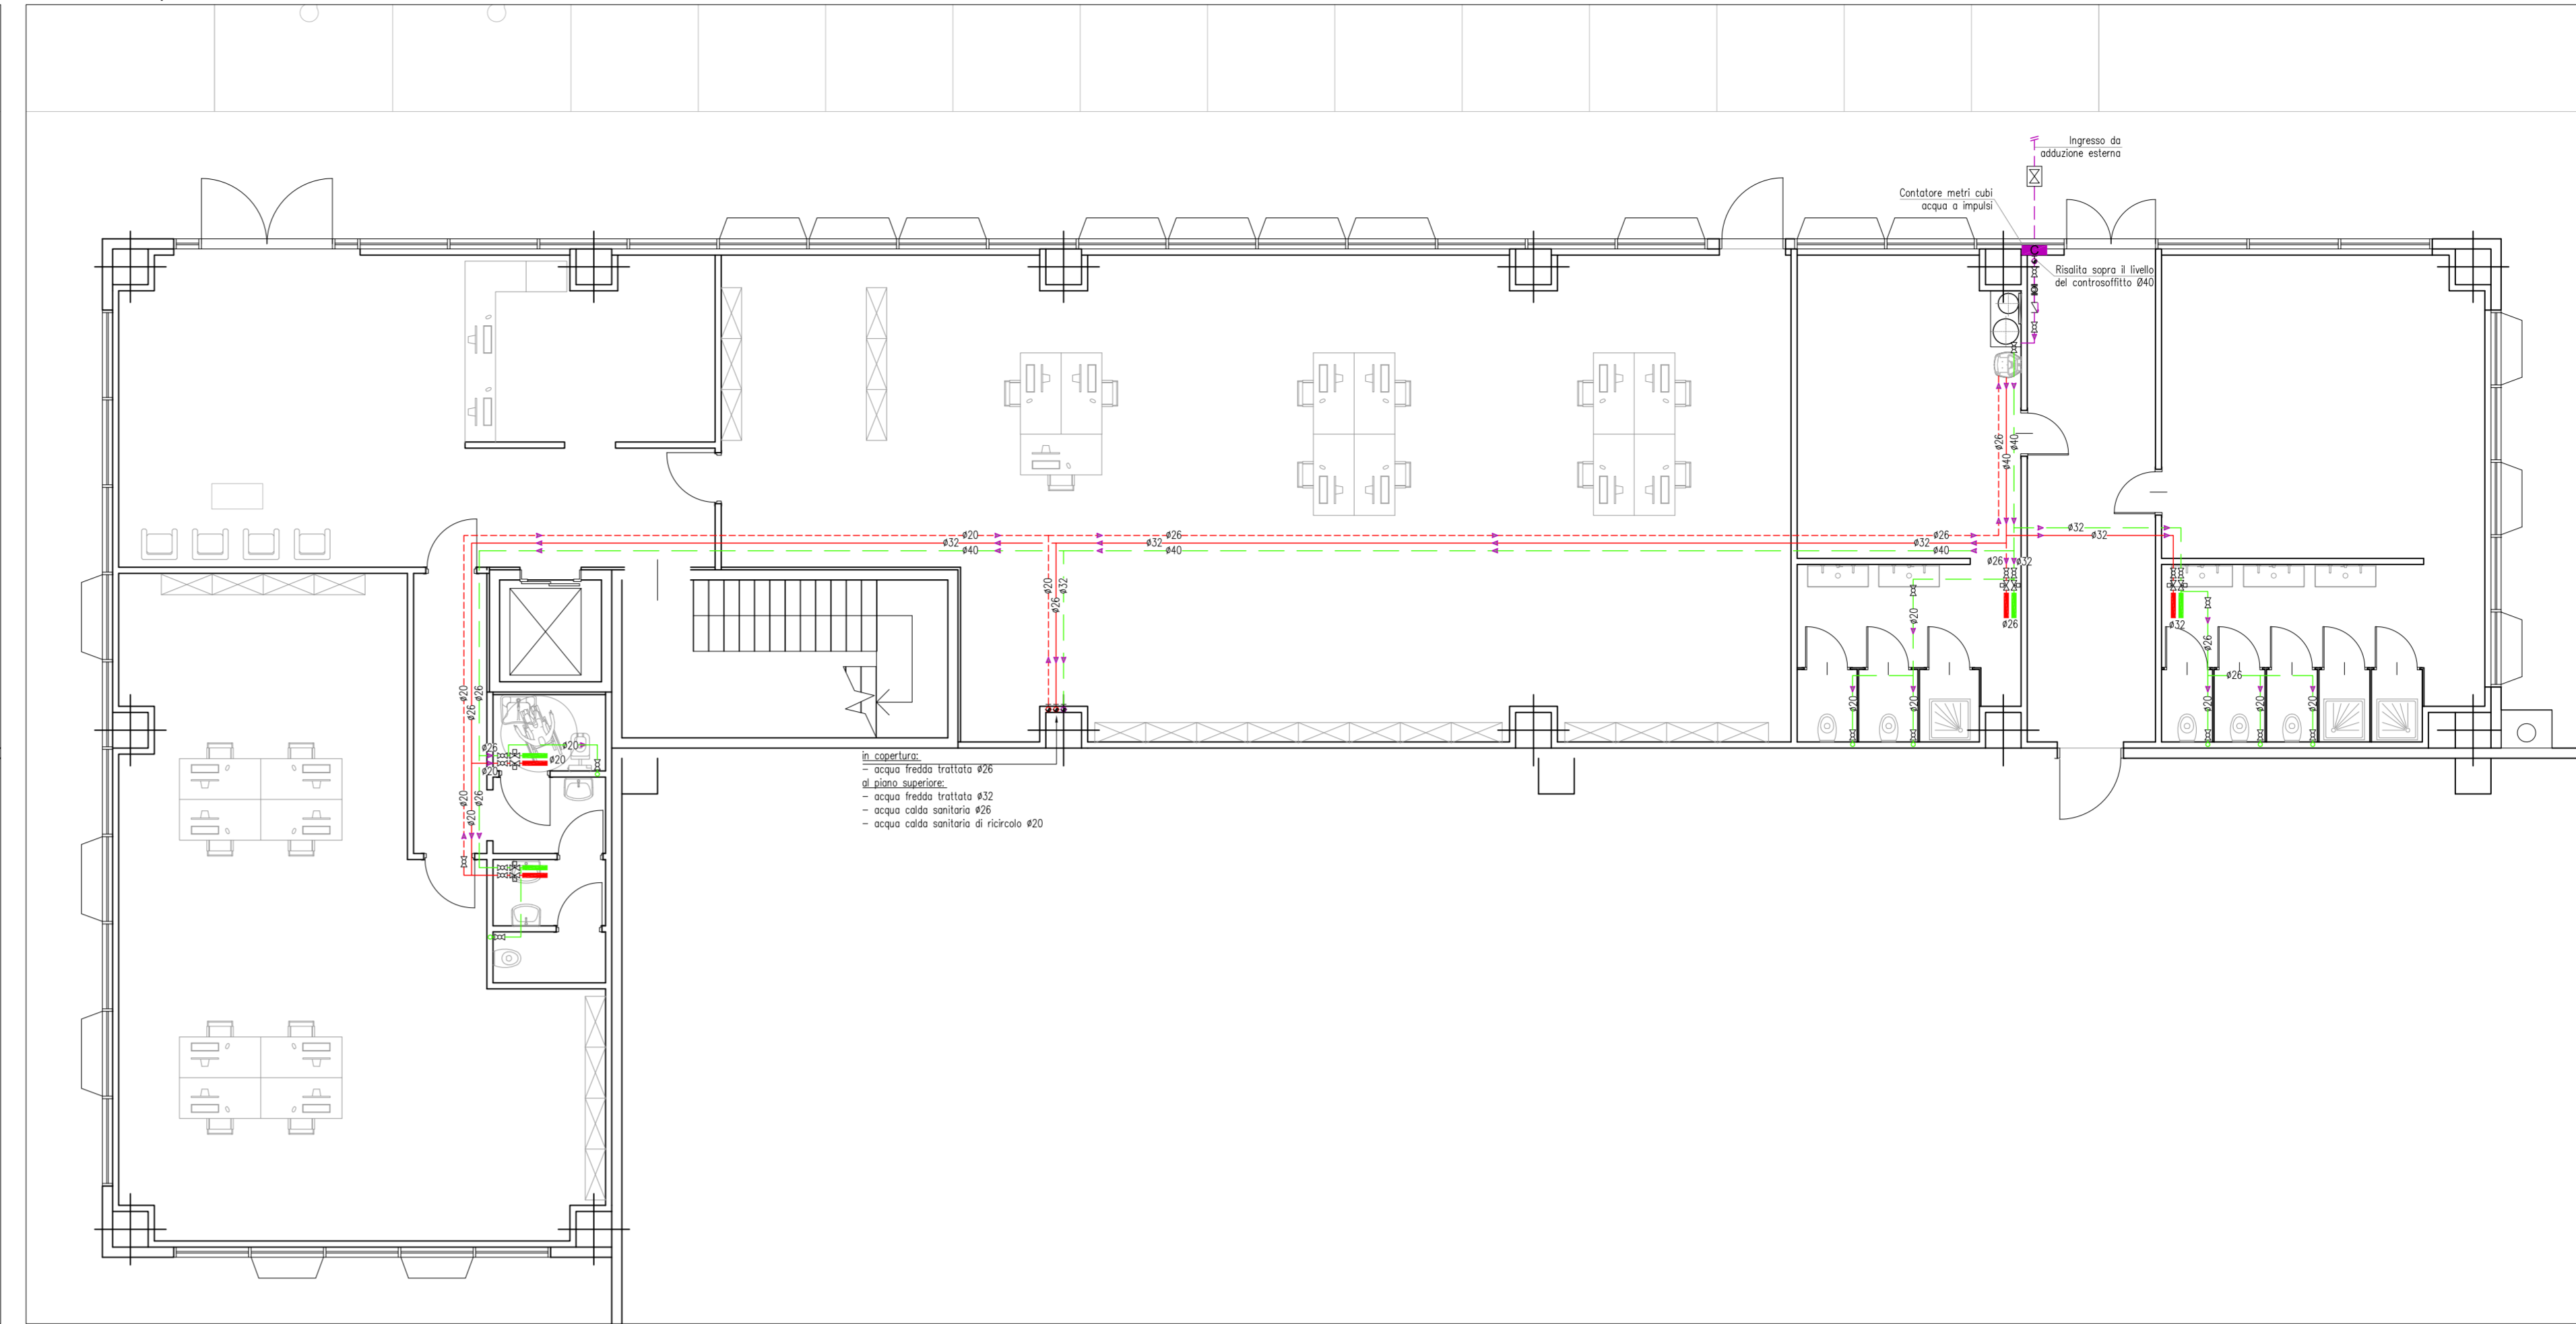 Ingresso da
adduzione esterna
Contatore metri cubi
acqua a impulsi
Risalita sopra il livello
del controsoffitto Ø40
Ø26
Ø40
Ø40
Ø20
Ø32
Ø40
Ø26
Ø32
Ø40
Ø26
Ø32
Ø40
Ø32
Ø32
Ø26
Ø32
Ø20
Ø26
Ø32
Ø20
Ø26
Ø32
Ø26
Ø26
Ø20
Ø20
Ø20
Ø20
Ø20
Ø20
Ø26
Ø26
Ø20
Ø26
Ø26
Ø20
Ø20
Ø20
Ø20
Ø26
Ø20
in copertura:
– acqua fredda trattata Ø26
al piano superiore:
– acqua fredda trattata Ø32
– acqua calda sanitaria Ø26
– acqua calda sanitaria di ricircolo Ø20